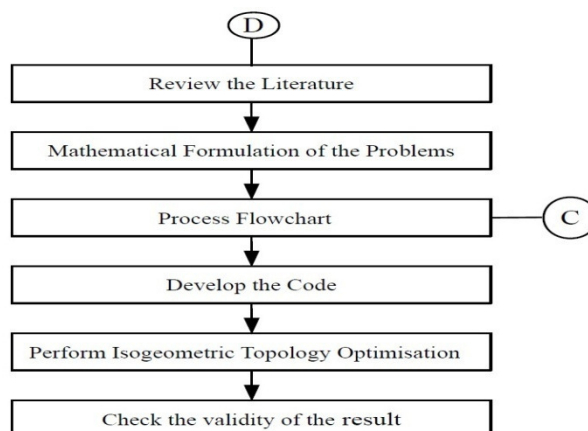 D
Review the Literature
Mathematical Formulation of the Problems
Process Flowchart
C
Develop the Code
Perform Isogeometric Topology Optimisation
Check the validity of the result